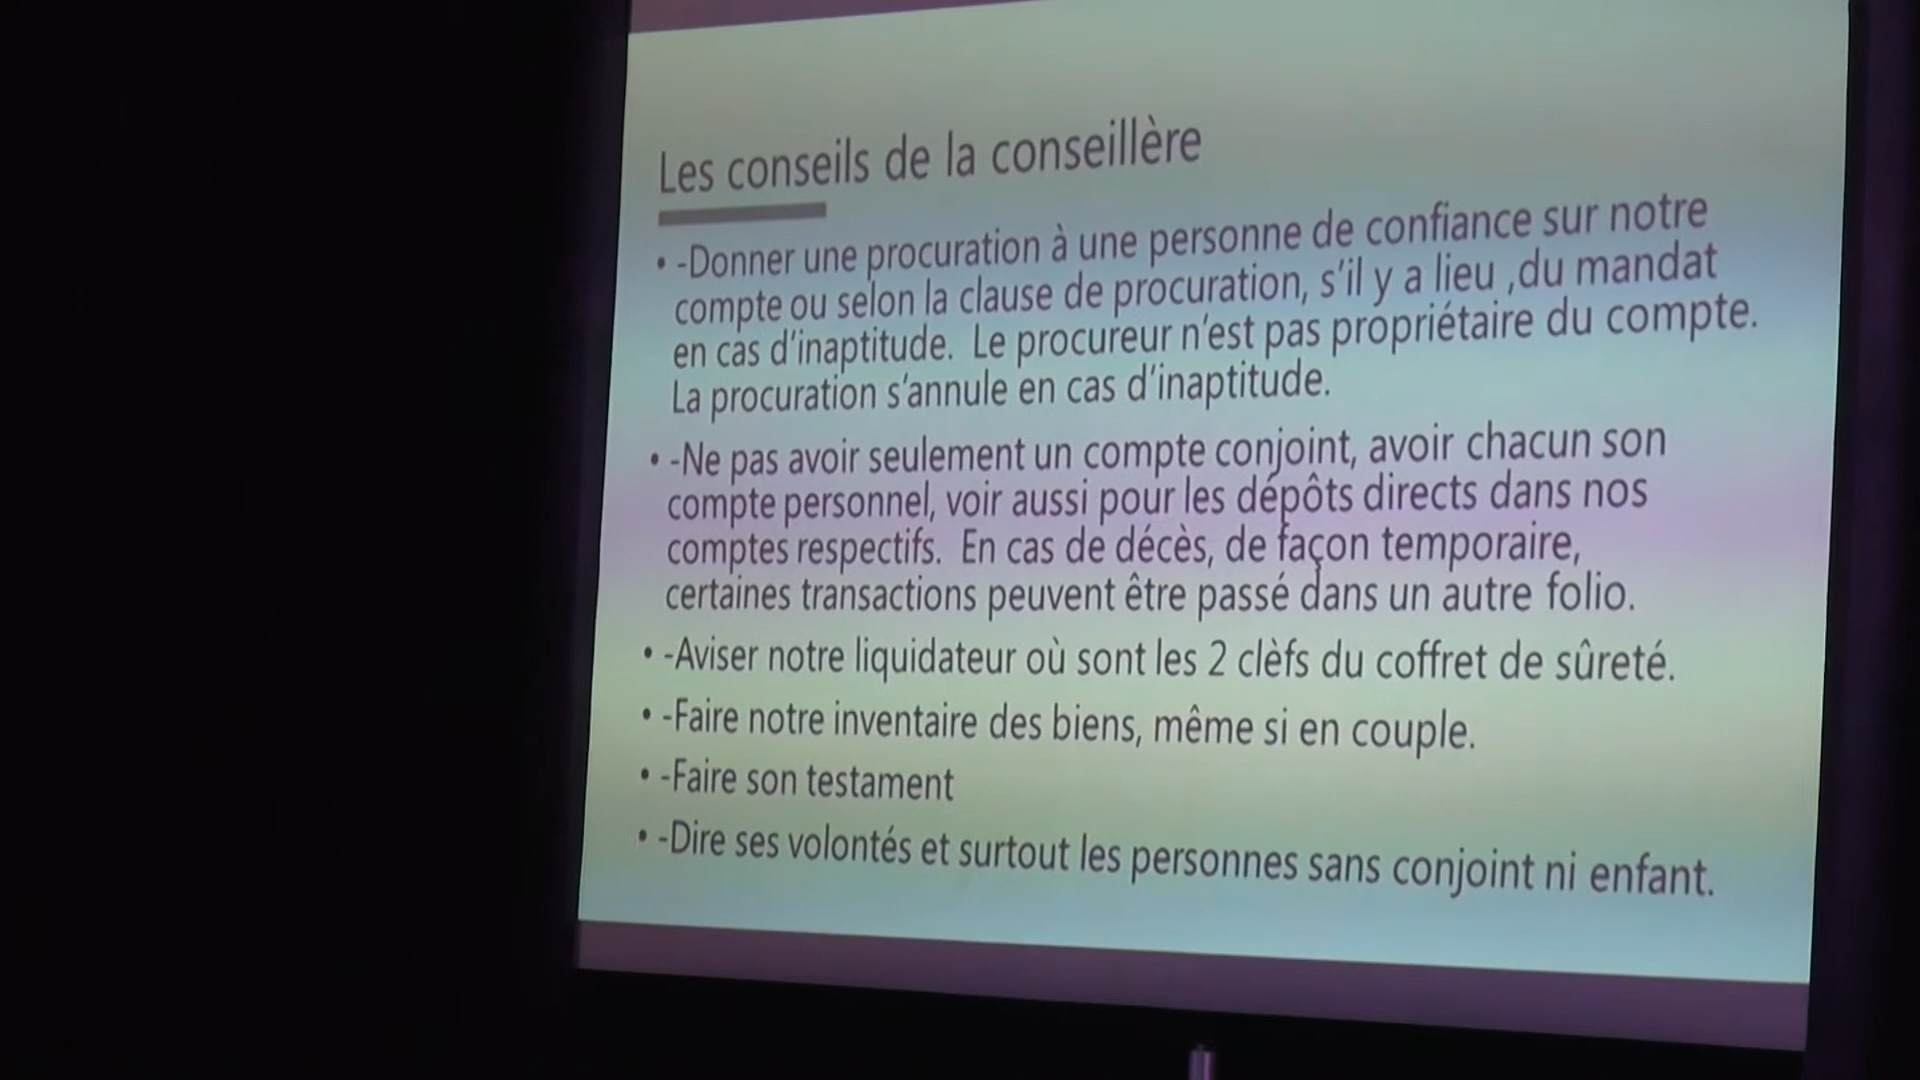 Les conseils de la conseillère
• -Donner une procuration à une personne de confiance sur notre
compte ou selon la clause de procuration, s'il y a lieu ,du mandat
en cas d'inaptitude. Le procureur n'est pas propriétaire du compte.
La procuration s'annule en cas d'inaptitude.
• -Ne pas avoir seulement un compte conjoint, avoir chacun son
compte personnel, voir aussi pour les dépôts directs dans nos
comptes respectifs. En cas de décès, de façon temporaire,
certaines transactions peuvent être passé dans un autre folio.
• -Aviser notre liquidateur où sont les 2 clèfs du coffret de sûreté.
• -Faire notre inventaire des biens, même si en couple.
• -Faire son testament
• -Dire ses volontés et surtout les personnes sans conjoint ni enfant.